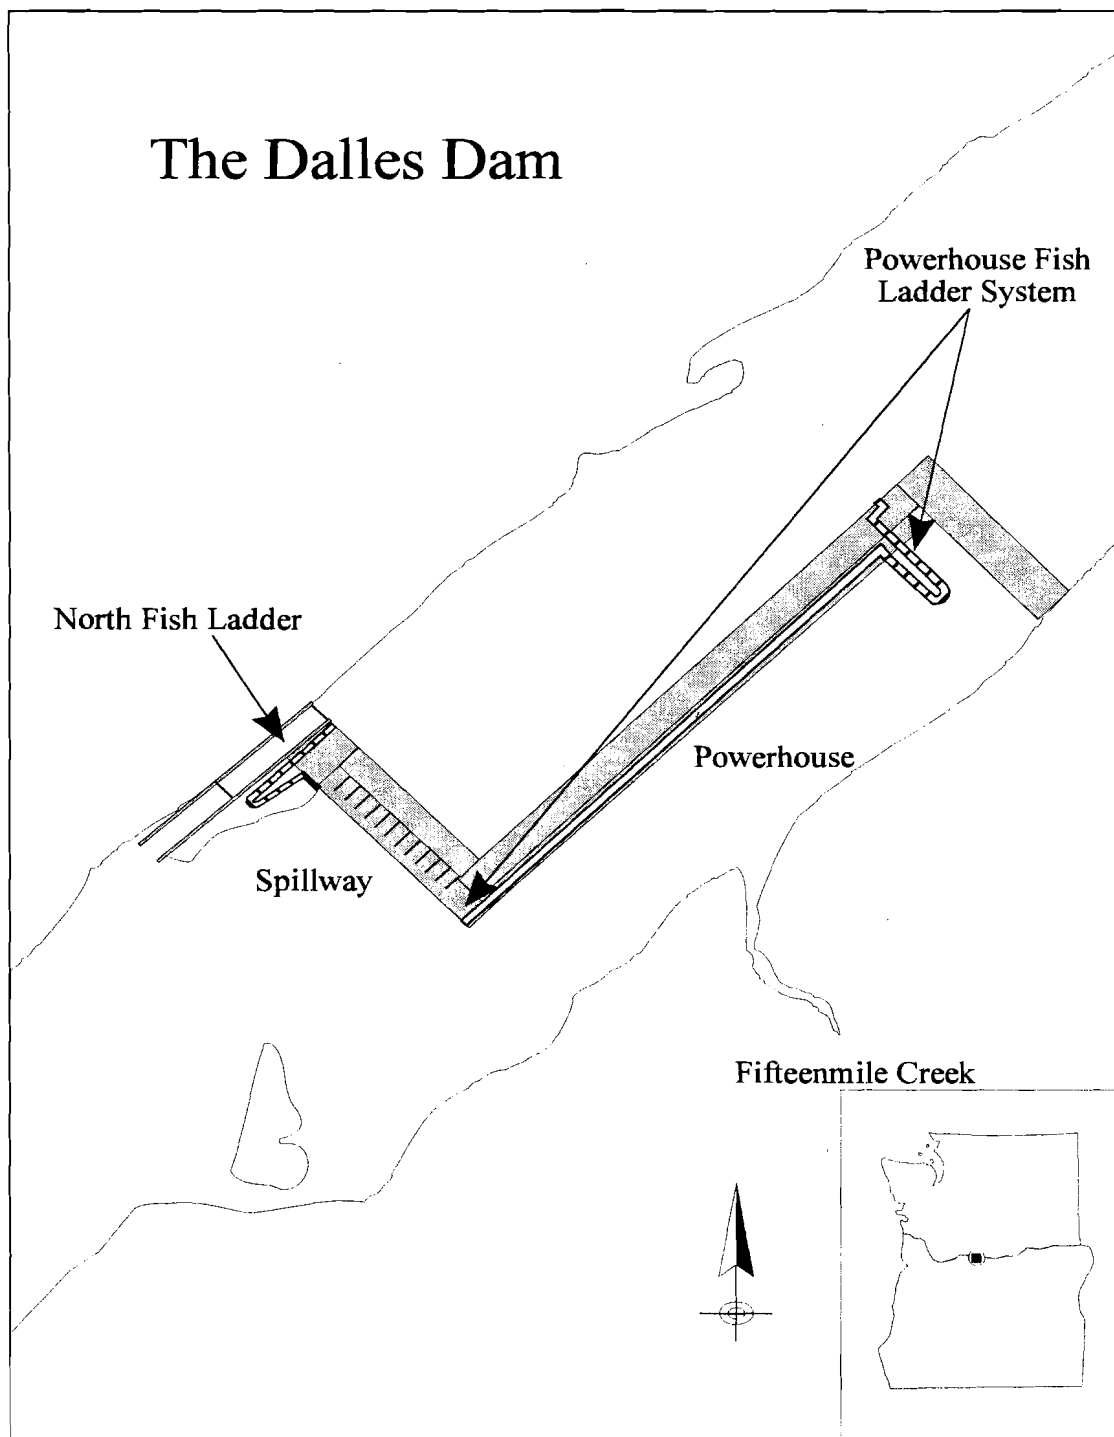 The Dalles Dam
Powerhouse Fish
Ladder System
North Fish Ladder
Powerhouse
Spillway
Fifteenmile Creek